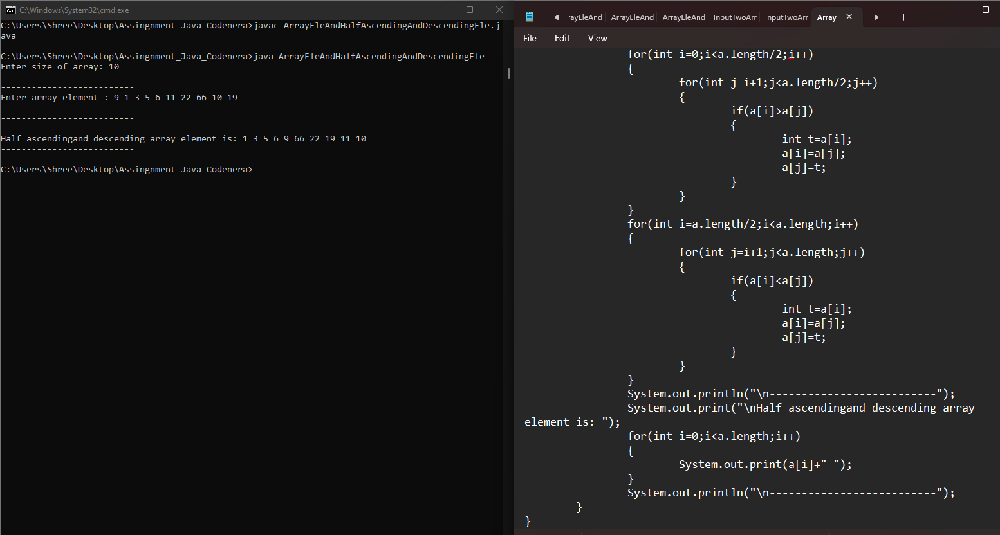 C:\Windows\System32\cmd.exe
C:\Users\Shree\Desktop\Assingnment_Java_Codenera>javac ArrayEleAndHalfAscendingAndDescendingEle.j
ava
C:\Users\Shree\Desktop\Assingnment_Java_Codenera>java ArrayEleAndHalfAscendingAndDescendingEle
Enter size of array: 10
--------------------------
Enter array element : 9 1 3 5 6 11 22 66 10 19
--------------------------
Half ascendingand descending array element is: 1 3 5 6 9 66 22 19 11 10
--------------------------
C:\Users\Shree\Desktop\Assingnment_Java_Codenera>
rayEleAnd ArrayEleAnd ArrayEleAnd InputTwoArr InputTwoArr Array
File Edit View
for(int i=0;i<a.length/2;i++)
{
for(int j=i+1;j<a.length/2;j++)
{
if(a[i]>a[j])
{
int t=a[i];
a[i]=a[j];
a[j]=t;
}
}
}
for(int i=a.length/2;i<a.length;i++)
{
for(int j=i+1;j<a.length;j++)
{
if(a[i]<a[j])
{
int t=a[i];
a[i]=a[j];
a[j]=t;
}
}
}
System.out.println("\n--------------------------");
System.out.print("\nHalf ascendingand descending array
element is: ");
for(int i=0;i<a.length;i++)
{
System.out.print(a[i]+" ");
}
System.out.println("\n--------------------------");
}
}